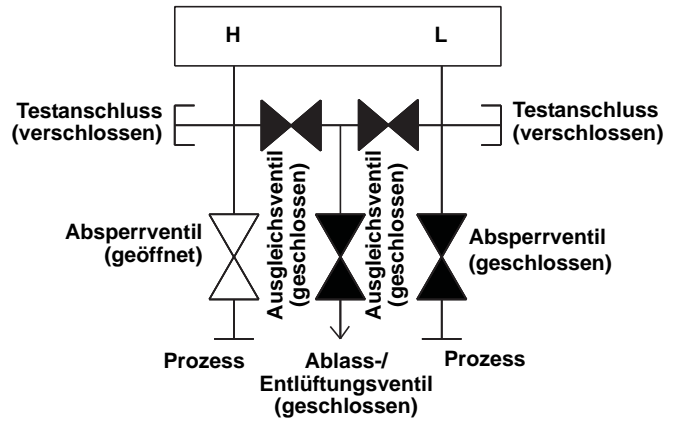 H
L
Testanschluss
(verschlossen)
Testanschluss
(verschlossen)
Ausgleichsventil
(geschlossen)
Ausgleichsventil
(geschlossen)
Absperrventil
(geöffnet)
Absperrventil
(geschlossen)
Prozess
Ablass-/
Entlüftungsventil
(geschlossen)
Prozess